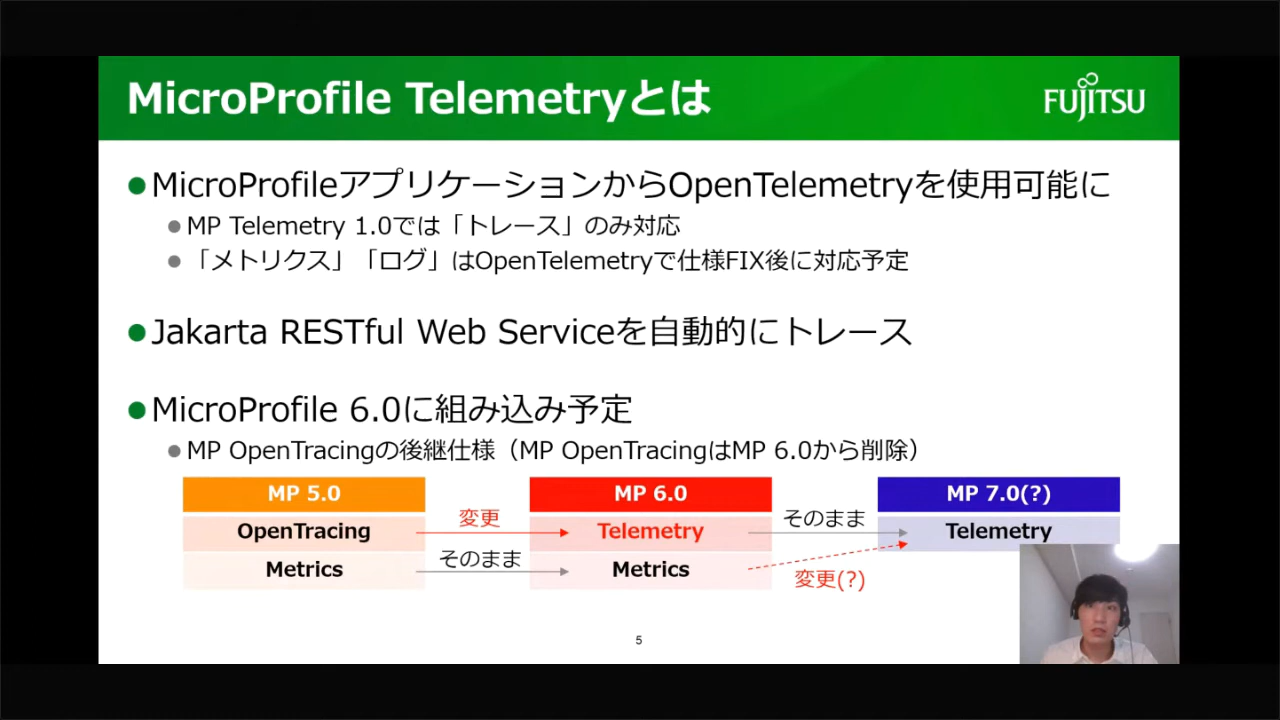 MicroProfile Telemetryとは
FUJITSU
MicroProfileアプリケーションからOpenTelemetryを使用可能に
MP Telemetry 1.0では「トレース」のみ対応
「メトリクス」「ログ」はOpenTelemetryで仕様FIX後に対応予定
Jakarta RESTful Web Serviceを自動的にトレース
MicroProfile 6.0に組み込み予定
MP OpenTracingの後継仕様（MP OpenTracingはMP 6.0から削除）
MP 5.0
MP 6.0
MP 7.0(?)
OpenTracing
変更
Telemetry
そのまま
Telemetry
Metrics
そのまま
Metrics
変更(?)
5